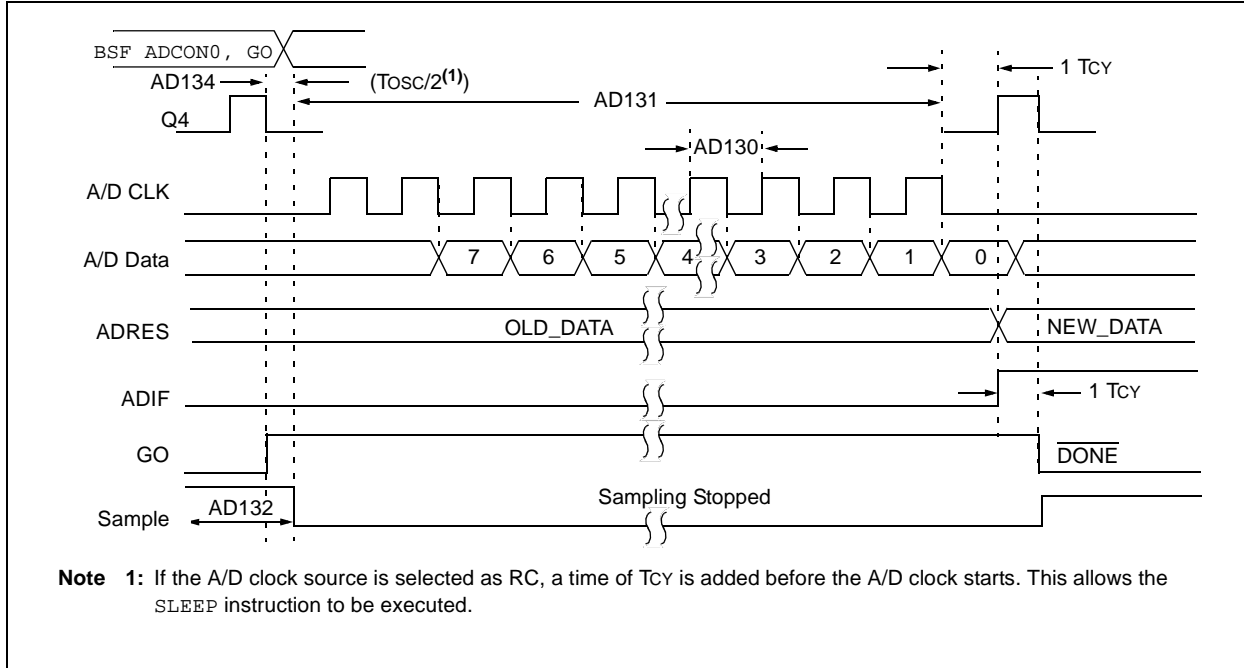 BSF ADCON0, GO
AD134
(TOSC/2(1))
1 TCY
AD131
Q4
AD130
A/D CLK
A/D Data
7 6 5 4 3 2 1 0
ADRES
OLD_DATA
NEW_DATA
ADIF
1 TCY
GO
DONE
Sample
AD132
Sampling Stopped
Note 1: If the A/D clock source is selected as RC, a time of TCY is added before the A/D clock starts. This allows the
SLEEP instruction to be executed.